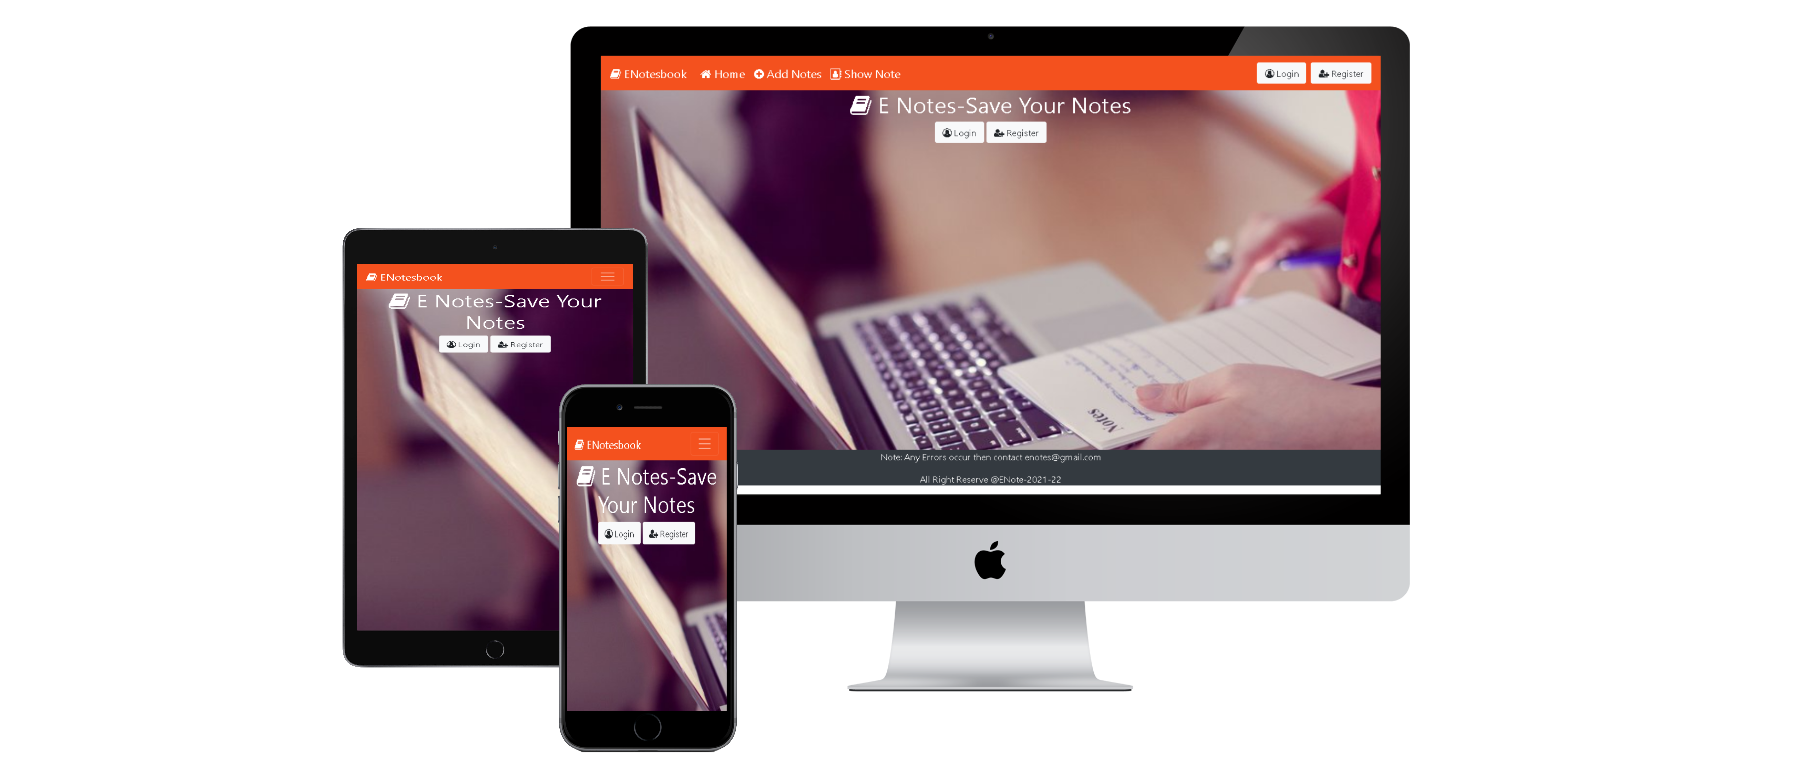 ENotesbook Home Add Notes Show Note Login Register
E Notes-Save Your Notes
Login Register
Notes
Note: Any Errors occur then contact enotes@gmail.com
All Right Reserve @ENote-2021-22
ENotesbook
E Notes-Save Your
Notes
Login Register
ENotesbook
E Notes-Save
Your Notes
Login Register